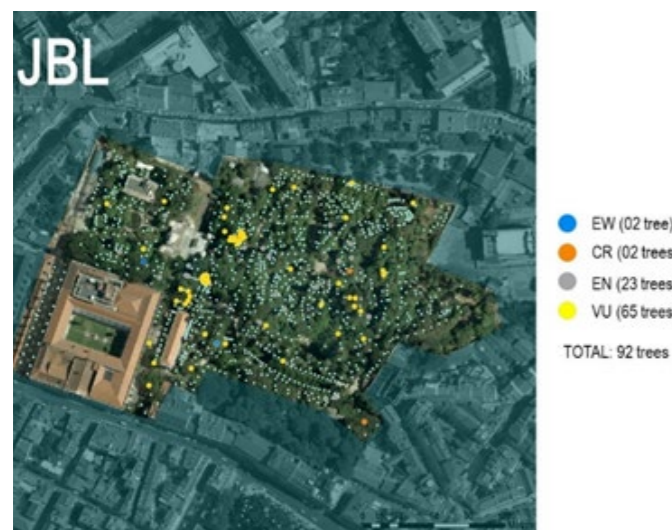 JBL
EW (02 tree)
CR (02 trees
EN (23 trees
VU (65 trees
TOTAL: 92 trees